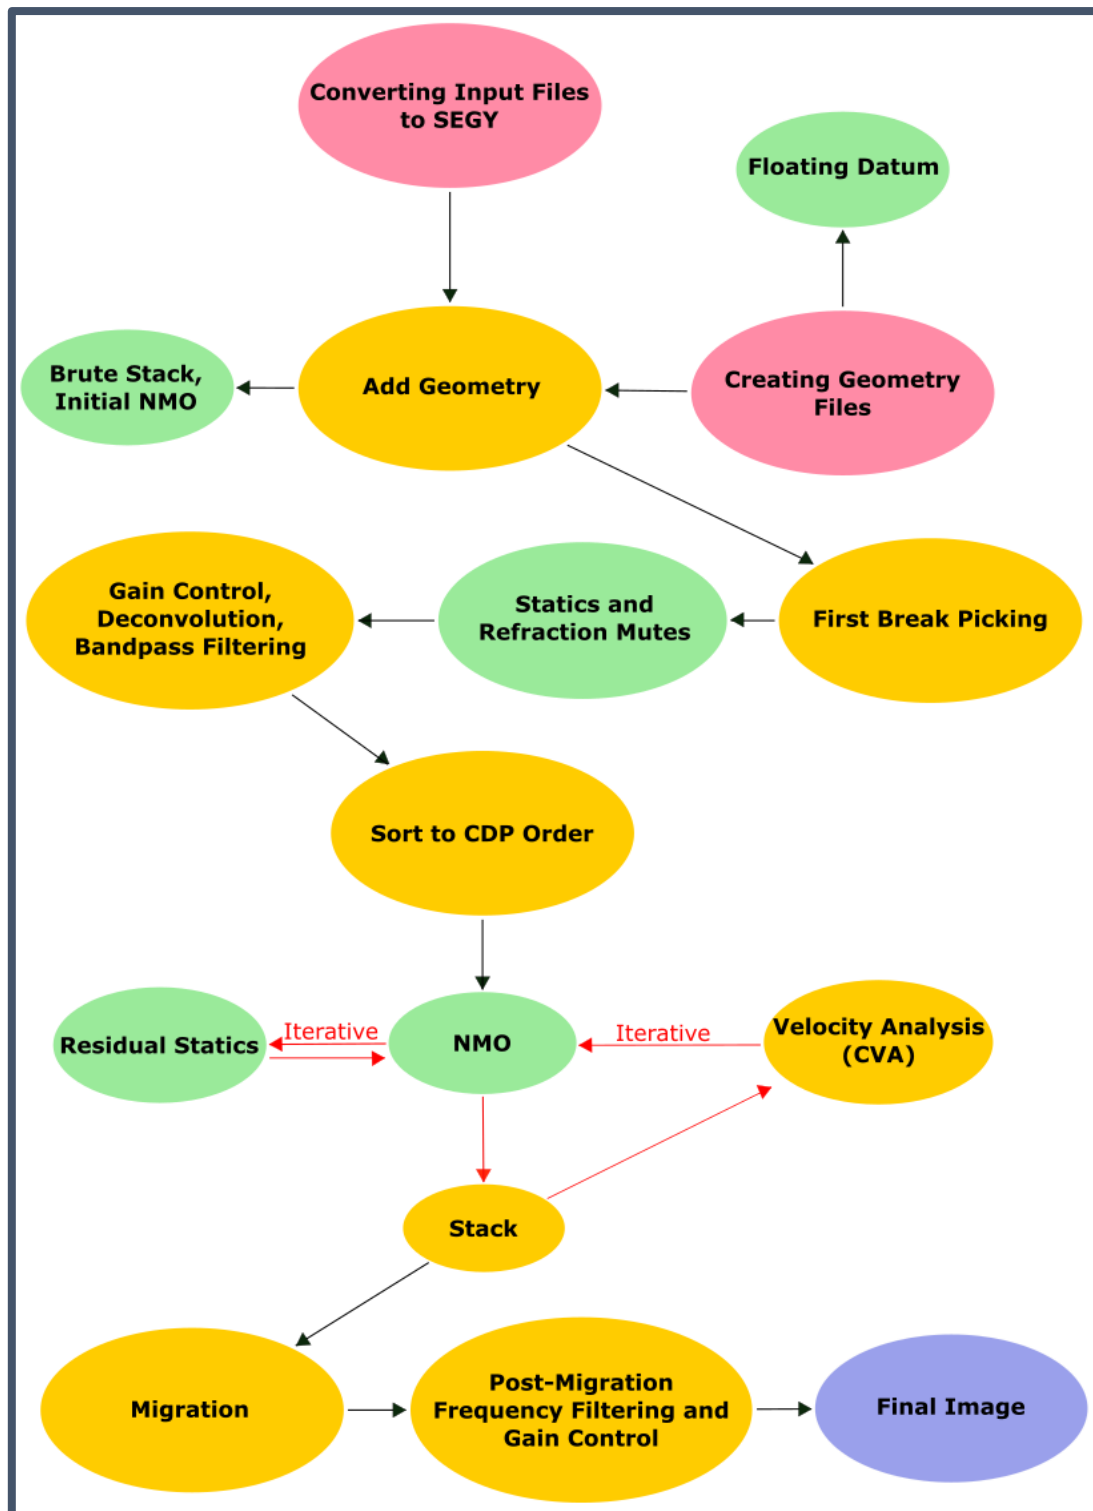 Converting Input Files
to SEGY
Floating Datum
Brute Stack,
Initial NMO
Add Geometry
Creating Geometry
Files
Gain Control,
Deconvolution,
Bandpass Filtering
Statics and
Refraction Mutes
First Break Picking
Sort to CDP Order
Residual Statics
Iterative
NMO
Iterative
Velocity Analysis
(CVA)
Stack
Migration
Post-Migration
Frequency Filtering and
Gain Control
Final Image